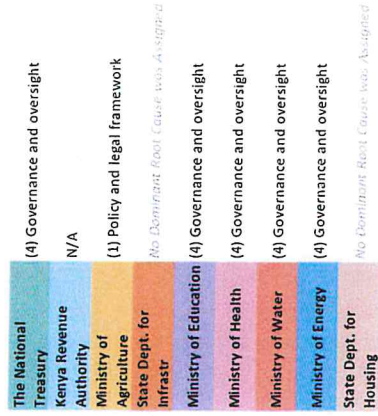 The National
Treasury
(4) Governance and oversight
Kenya Revenue
Authority
N/A
Ministry of
Agriculture
(1) Policy and legal framework
State Dept. for
Infrastr
No Dominant Root Cause was Assigned
Ministry of Education
(4) Governance and oversight
Ministry of Health
(4) Governance and oversight
Ministry of Water
(4) Governance and oversight
Ministry of Energy
(4) Governance and oversight
State Dept. for
Housing
No Dominant Root Cause was Assigned